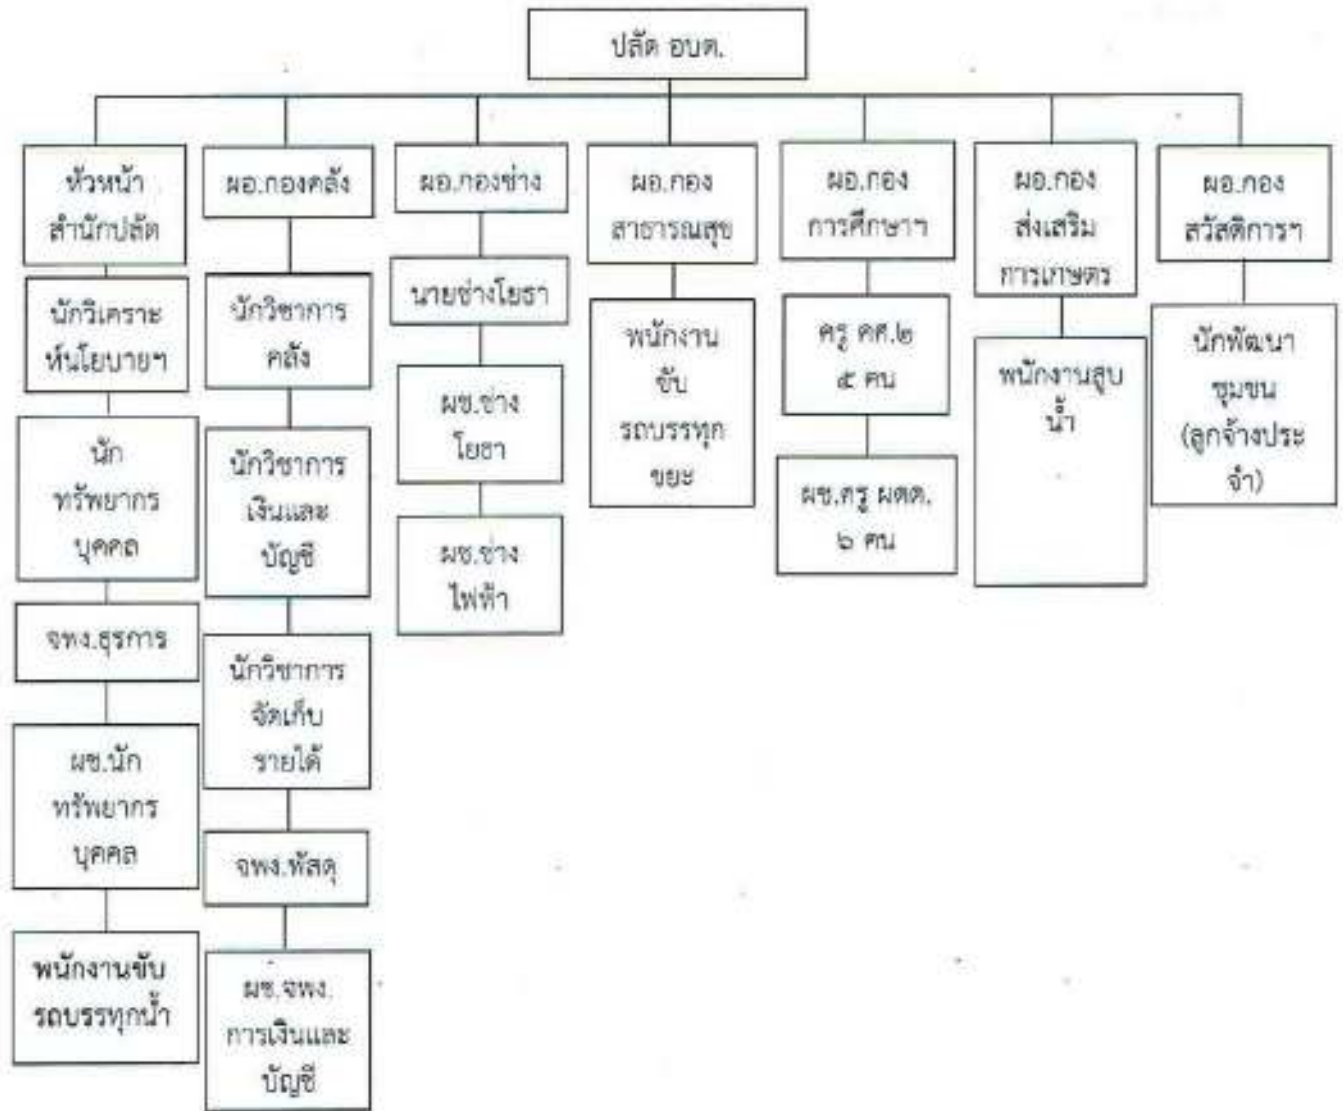 ปลัด อบต.
หัวหน้า
สำนักปลัด
นักวิเคราะ
ห์นโยบายฯ
นัก
ทรัพยากร
บุคคล
จพง.ธุรการ
ผช.นัก
ทรัพยากร
บุคคล
พนักงานขับ
รถบรรทุกน้ำ
ผอ.กองคลัง
นักวิชาการ
คลัง
นักวิชาการ
เงินและ
บัญชี
นักวิชาการ
จัดเก็บ
รายได้
จพง.พัสดุ
ผช.จพง.
การเงินและ
บัญชี
ผอ.กองช่าง
นายช่างโยธา
ผช.ช่าง
โยธา
ผช.ช่าง
ไฟฟ้า
ผอ.กอง
สาธารณสุข
พนักงาน
ขับ
รถบรรทุก
ขยะ
ผอ.กอง
การศึกษาฯ
ครู คศ.๒
๕ คน
ผช.ครู ผดด.
๖ คน
ผอ.กอง
ส่งเสริม
การเกษตร
พนักงานสูบ
น้ำ
ผอ.กอง
สวัสดิการฯ
นักพัฒนา
ชุมชน
(ลูกจ้างประ
จำ)